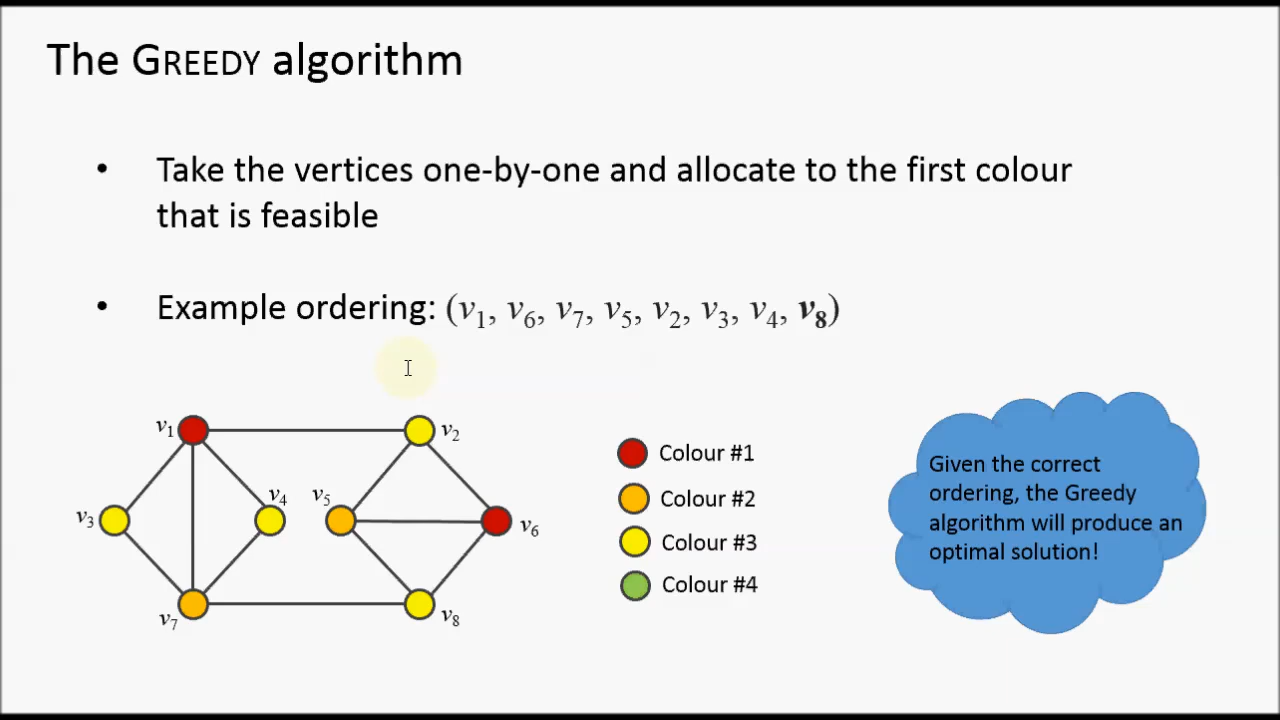 The GREEDY algorithm
• Take the vertices one-by-one and allocate to the first colour
that is feasible
• Example ordering: (v1, v6, v7, v5, v2, v3, v4, v8)
v1
v2
v3
v4
v5
v6
v7
v8
Colour #1
Colour #2
Colour #3
Colour #4
Given the correct
ordering, the Greedy
algorithm will produce an
optimal solution!